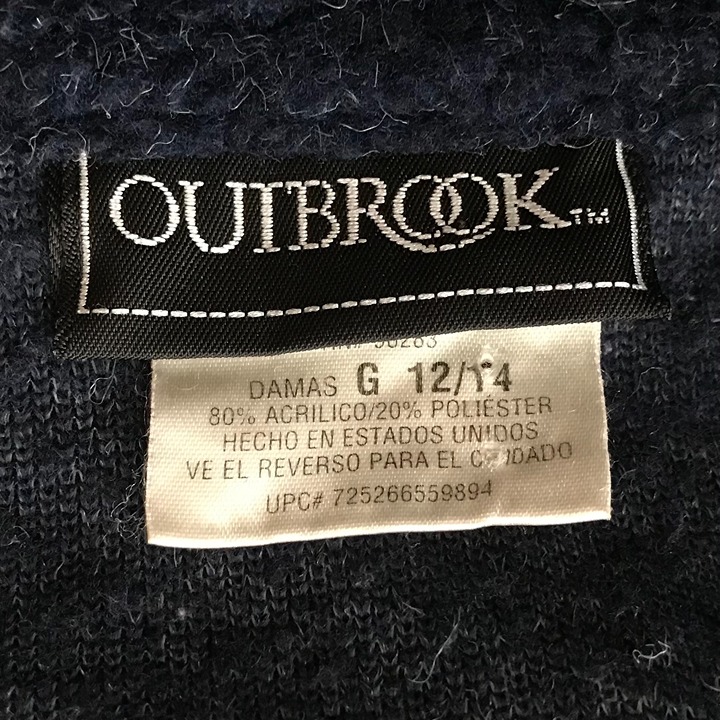 OUTBROOK™
DAMAS G 12/14
80% ACRILICO/20% POLIÉSTER
HECHO EN ESTADOS UNIDOS
VE EL REVERSO PARA EL CUIDADO
UPC# 725266559894